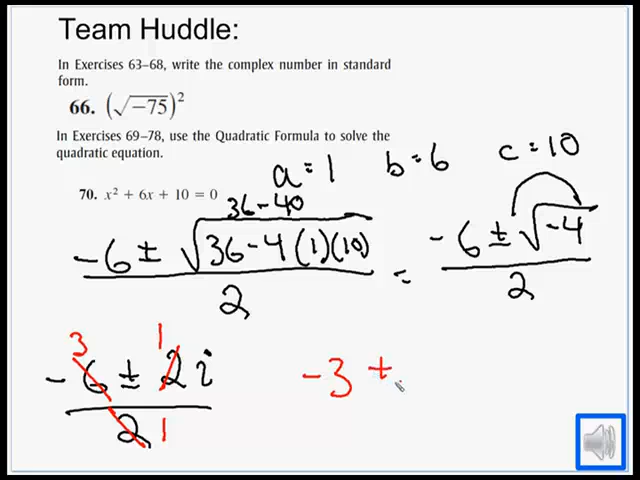 Team Huddle:
In Exercises 63–68, write the complex number in standard
form.
66. (√−75)²
In Exercises 69–78, use the Quadratic Formula to solve the
quadratic equation.
a=1 b=6 c=10
70. x² + 6x + 10 = 0
36-40
-6 ± √36-4(1)(10) = -6 ± √-4
2 2
3 1
-6 ± 2i -3 ±
2 1